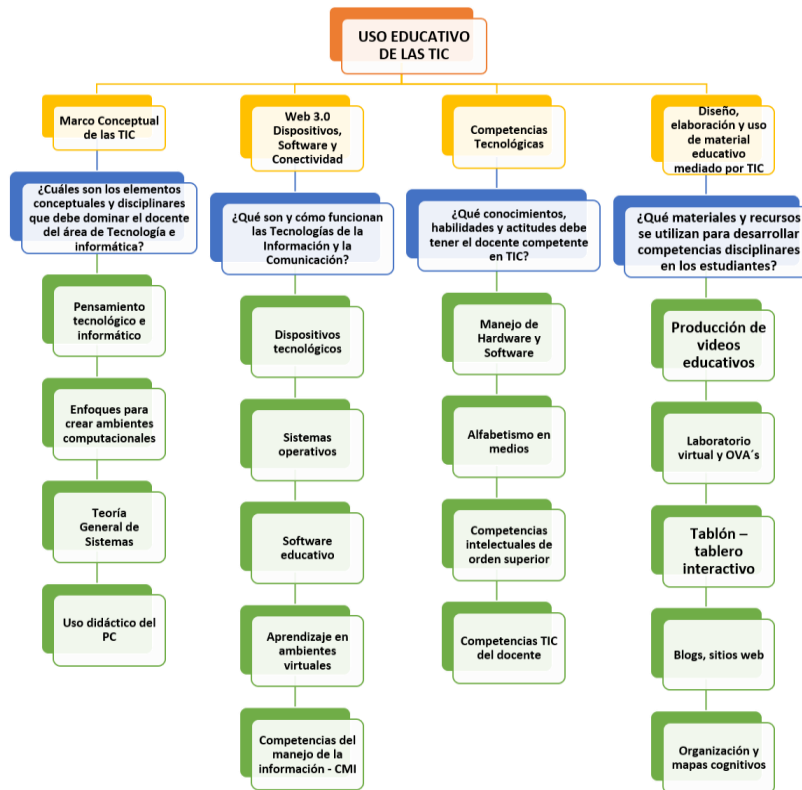 USO EDUCATIVO
DE LAS TIC
Marco Conceptual
de las TIC
¿Cuáles son los elementos
conceptuales y disciplinares
que debe dominar el docente
del área de Tecnología e
informática?
Pensamiento
tecnológico e
informático
Enfoques para
crear ambientes
computacionales
Teoría
General de
Sistemas
Uso didáctico del
PC
Web 3.0
Dispositivos,
Software y
Conectividad
¿Qué son y cómo funcionan
las Tecnologías de la
Información y la
Comunicación?
Dispositivos
tecnológicos
Sistemas
operativos
Software
educativo
Aprendizaje en
ambientes
virtuales
Competencias del
manejo de la
información - CMI
Competencias
Tecnológicas
¿Qué conocimientos,
habilidades y actitudes debe
tener el docente competente
en TIC?
Manejo de
Hardware y
Software
Alfabetismo en
medios
Competencias
intelectuales de
orden superior
Competencias TIC
del docente
Diseño,
elaboración y uso
de material
educativo
mediado por TIC
¿Qué materiales y recursos
se utilizan para desarrollar
competencias disciplinares
en los estudiantes?
Producción de
videos
educativos
Laboratorio
virtual y OVA´s
Tablón –
tablero
interactivo
Blogs, sitios web
Organización y
mapas cognitivos